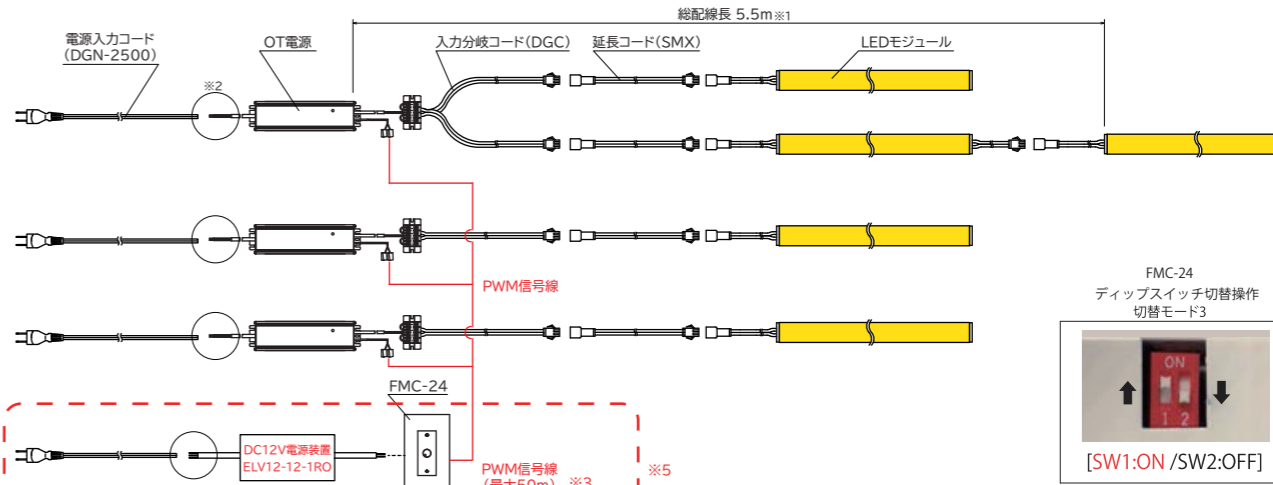 総配線長 5.5m※1
電源入力コード
(DGN-2500)
OT電源
入力分岐コード(DGC)
延長コード(SMX)
LEDモジュール
※2
PWM信号線
FMC-24
ディップスイッチ切替操作
切替モード3
ON
1 2
[SW1:ON /SW2:OFF]
FMC-24
DC12V電源装置
ELV12-12-1RO
PWM信号線
(最大50m) ※3
※5